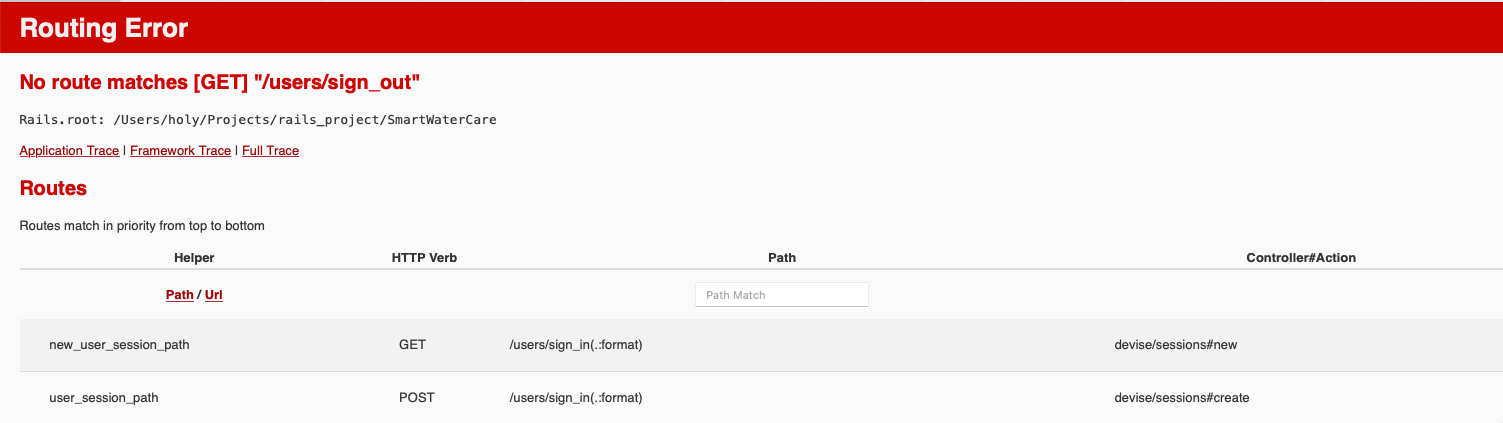 Routing Error
No route matches [GET] "/users/sign_out"
Rails.root: /Users/holy/Projects/rails_project/SmartWaterCare
Application Trace | Framework Trace | Full Trace
Routes
Routes match in priority from top to bottom
Helper HTTP Verb Path Controller#Action
Path / Url Path Match
new_user_session_path GET /users/sign_in(.:format) devise/sessions#new
user_session_path POST /users/sign_in(.:format) devise/sessions#create